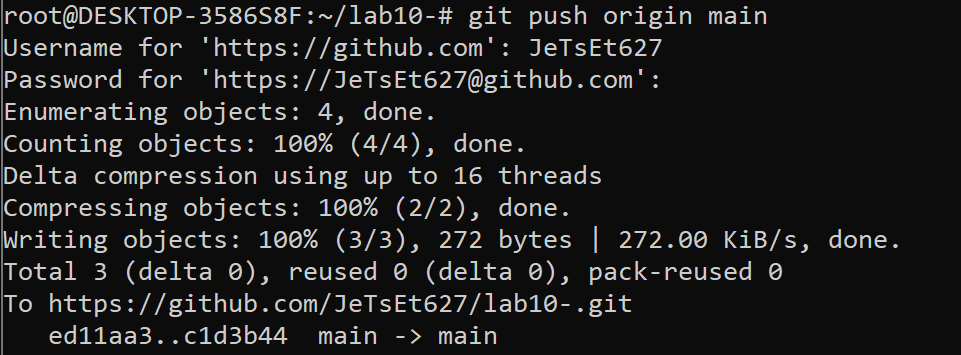 root@DESKTOP-3586S8F:~/lab10-# git push origin main
Username for 'https://github.com': JeTsEt627
Password for 'https://JeTsEt627@github.com':
Enumerating objects: 4, done.
Counting objects: 100% (4/4), done.
Delta compression using up to 16 threads
Compressing objects: 100% (2/2), done.
Writing objects: 100% (3/3), 272 bytes | 272.00 KiB/s, done.
Total 3 (delta 0), reused 0 (delta 0), pack-reused 0
To https://github.com/JeTsEt627/lab10-.git
   ed11aa3..c1d3b44  main -> main